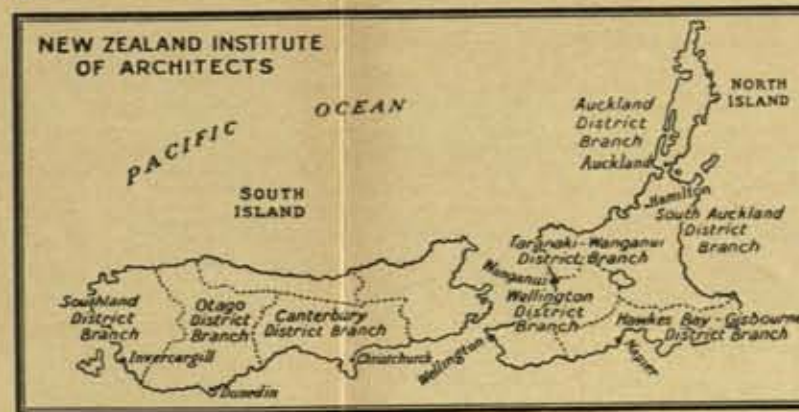 NEW ZEALAND INSTITUTE
OF ARCHITECTS
PACIFIC
OCEAN
NORTH
ISLAND
Auckland
District
Branch
Auckland
SOUTH
ISLAND
Hamilton
South Auckland
District
Branch
Taranaki-Wanganui
District Branch
Wanganui
Wellington
District
Branch
Southland
District
Branch
Otago
District
Branch
Canterbury
District Branch
Hawkes Bay-Gisbourne
District Branch
Invercargill
Christchurch
Wellington
Napier
Dunedin